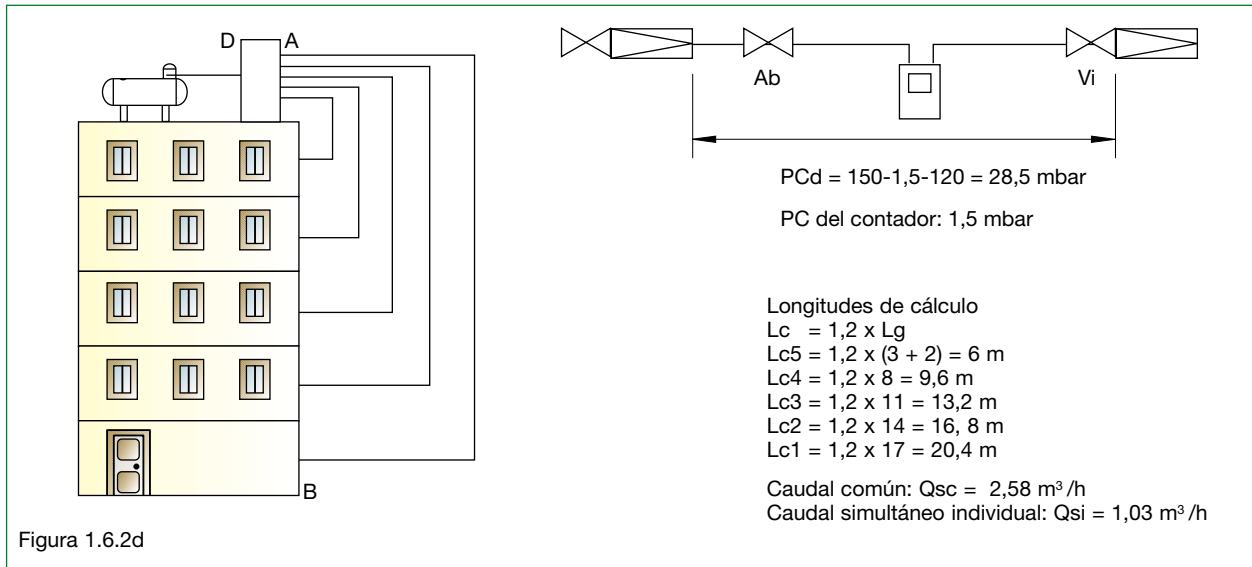 D A
B
Figura 1.6.2d
Ab Vi
PCd = 150-1,5-120 = 28,5 mbar
PC del contador: 1,5 mbar
Longitudes de cálculo
Lc = 1,2 x Lg
Lc5 = 1,2 x (3 + 2) = 6 m
Lc4 = 1,2 x 8 = 9,6 m
Lc3 = 1,2 x 11 = 13,2 m
Lc2 = 1,2 x 14 = 16, 8 m
Lc1 = 1,2 x 17 = 20,4 m
Caudal común: Qsc = 2,58 m³/h
Caudal simultáneo individual: Qsi = 1,03 m³/h